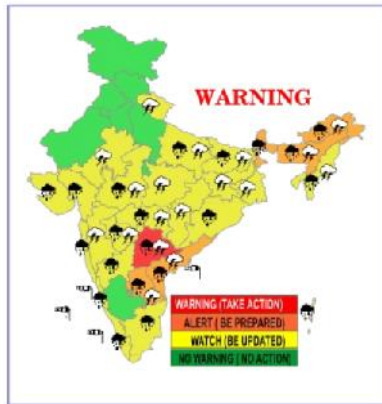 WARNING
WARNING (TAKE ACTION)
ALERT ( BE PREPARED)
WATCH (BE UPDATED)
NO WARNING ( NO ACTION)